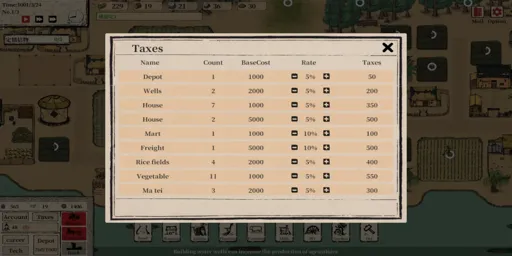 Taxes
Name Count BaseCost Rate Taxes
Depot 1 1000 5% 50
Wells 2 2000 5% 200
House 7 1000 5% 350
House 2 5000 5% 500
Mart 1 1000 10% 100
Freight 1 5000 10% 500
Rice fields 4 2000 5% 400
Vegetable 11 1000 5% 550
Ma tei 3 2000 5% 300
Account Taxes
Depot
Tech